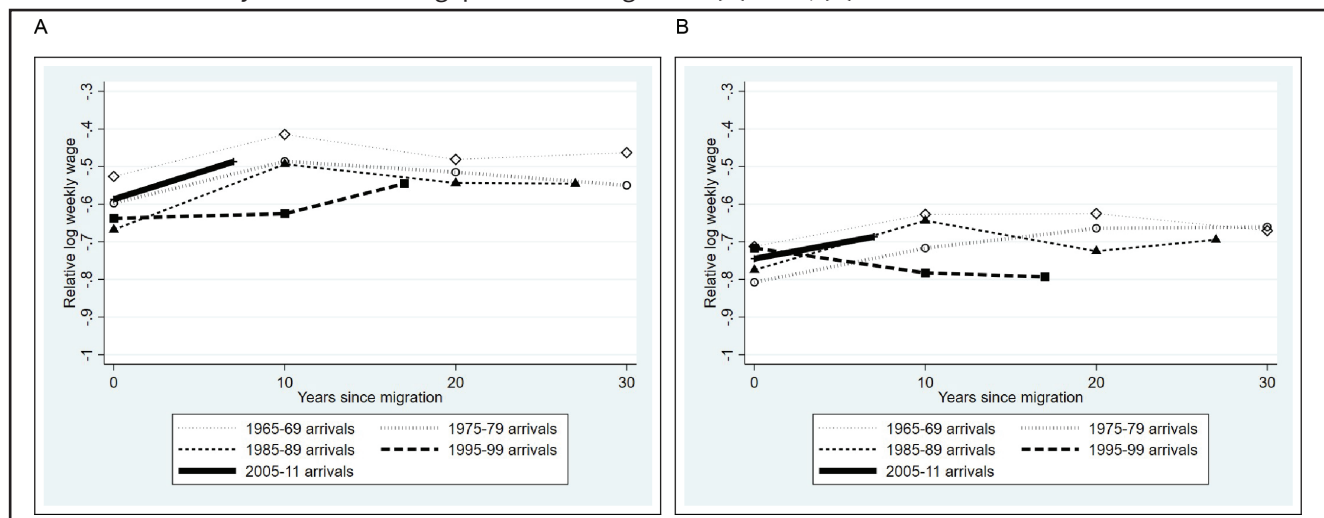 A
B
-.3
-.4
-.5
-.6
-.7
-.8
-.9
-1
Relative log weekly wage
0 10 20 30
Years since migration
1965-69 arrivals 1975-79 arrivals
1985-89 arrivals 1995-99 arrivals
2005-11 arrivals
-.3
-.4
-.5
-.6
-.7
-.8
-.9
-1
Relative log weekly wage
0 10 20 30
Years since migration
1965-69 arrivals 1975-79 arrivals
1985-89 arrivals 1995-99 arrivals
2005-11 arrivals